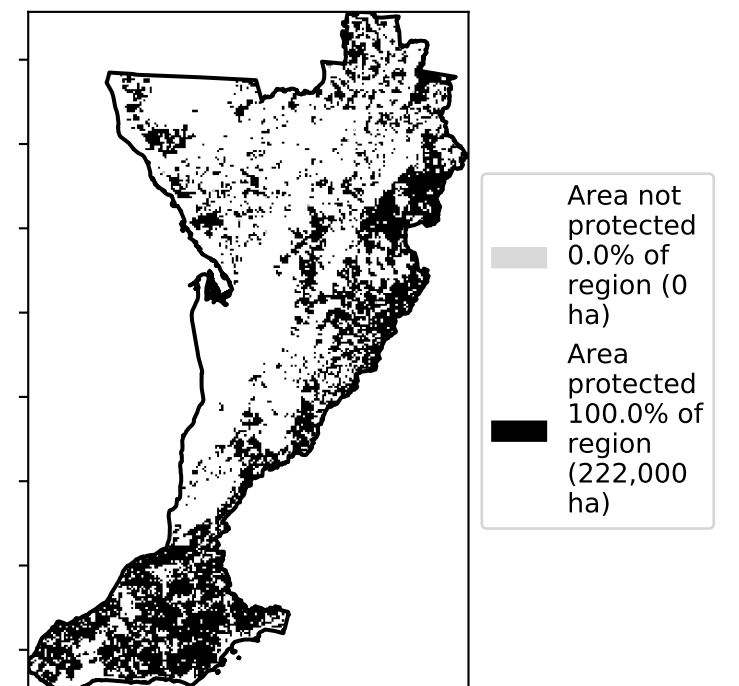 Area not
protected
0.0% of
region (0
ha)
Area
protected
100.0% of
region
(222,000
ha)